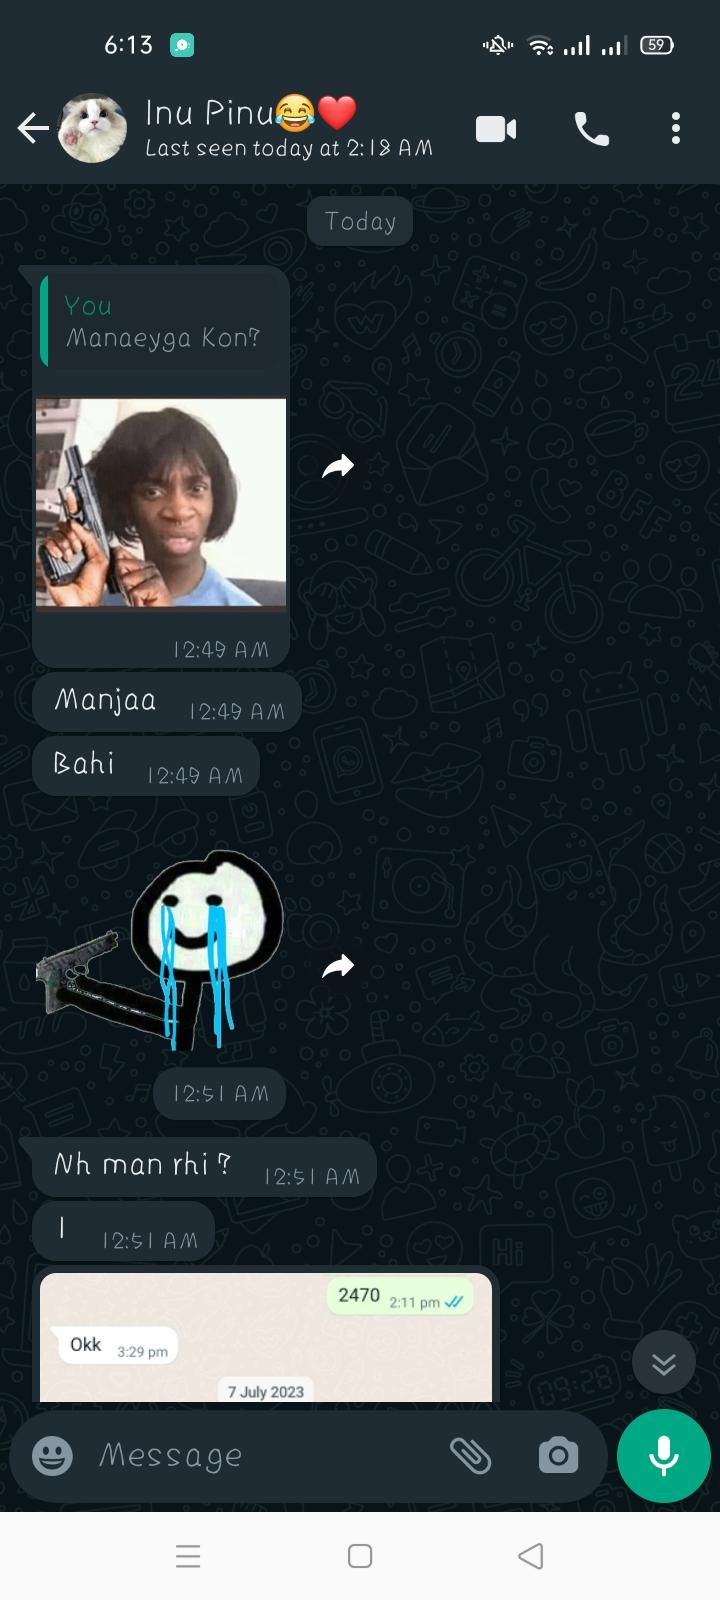 6:13
59
Inu Pinu😂❤️
Last seen today at 2:18 AM
Today
You
Manaeyga Kon?
12:49 AM
Manjaa 12:49 AM
Bahi 12:49 AM
12:51 AM
Nh man rhi ? 12:51 AM
I 12:51 AM
2470 2:11 pm
Okk 3:29 pm
7 July 2023
Message